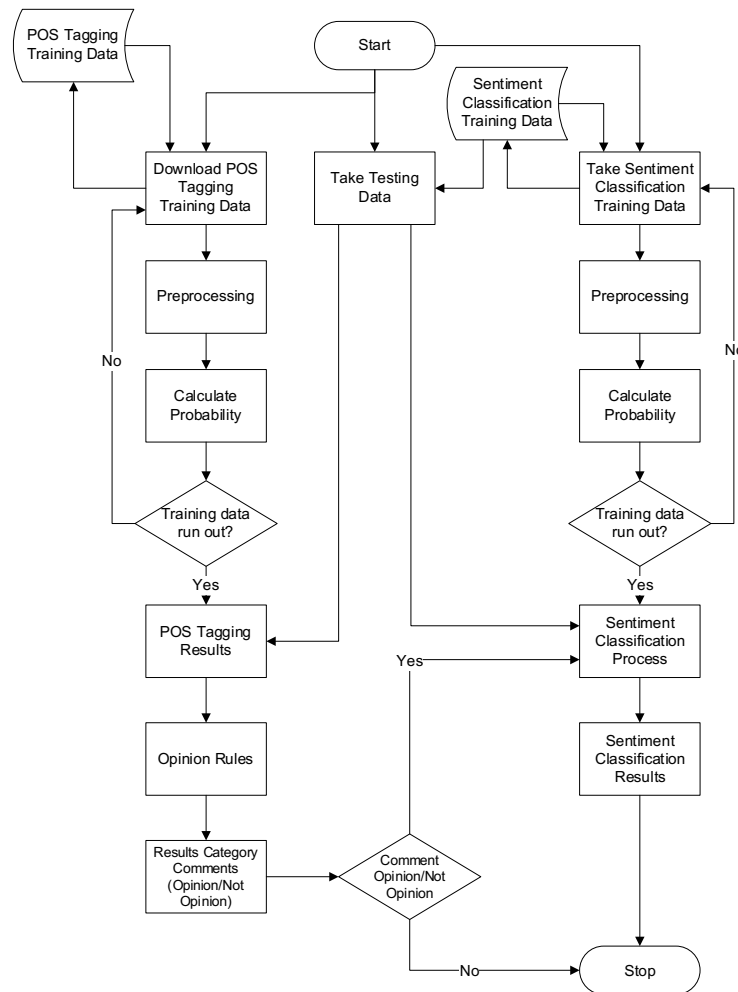 POS Tagging
Training Data
Start
Sentiment
Classification
Training Data
Download POS
Tagging
Training Data
Take Testing
Data
Take Sentiment
Classification
Training Data
Preprocessing
Preprocessing
No
No
Calculate
Probability
Calculate
Probability
Training data
run out?
Training data
run out?
Yes
Yes
POS Tagging
Results
Sentiment
Classification
Process
Yes
Opinion Rules
Sentiment
Classification
Results
Results Category
Comments
(Opinion/Not
Opinion)
Comment
Opinion/Not
Opinion
No
Stop